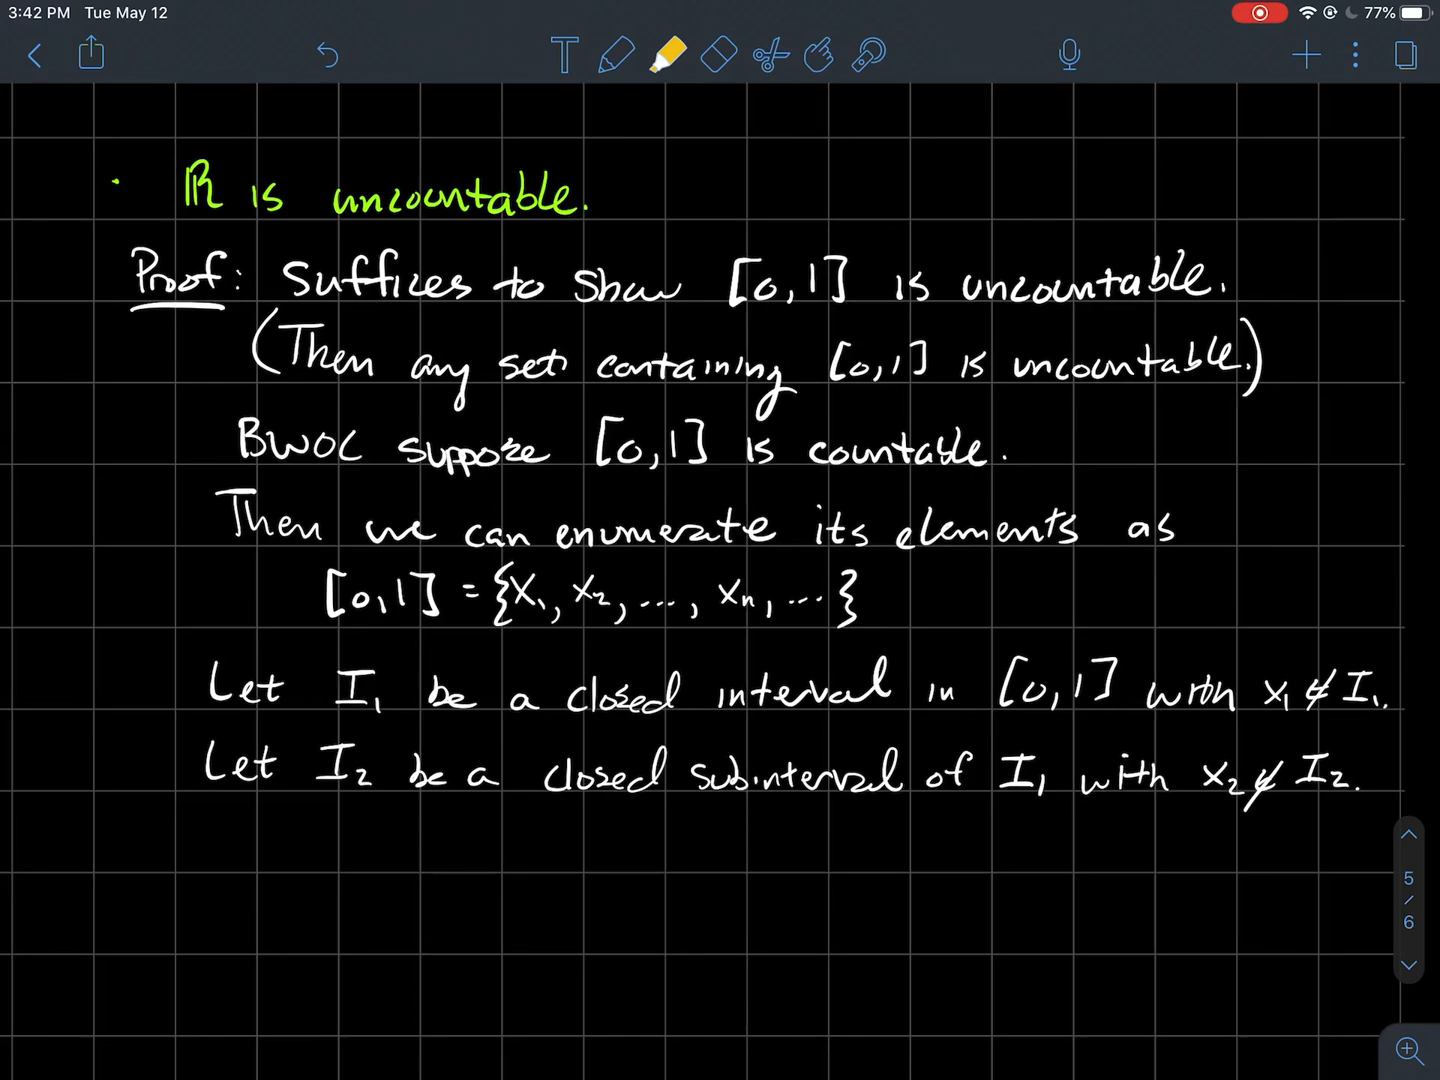 3:42 PM Tue May 12
77%
T
· ℝ is uncountable.
Proof: Suffices to show [0,1] is uncountable.
(Then any set containing [0,1] is uncountable.)
BWOC suppose [0,1] is countable.
Then we can enumerate its elements as
[0,1] = {x₁, x₂, ..., xₙ, ... }
Let I₁ be a closed interval in [0,1] with x₁ ∉ I₁.
Let I₂ be a closed subinterval of I₁ with x₂ ∉ I₂.
5
/
6